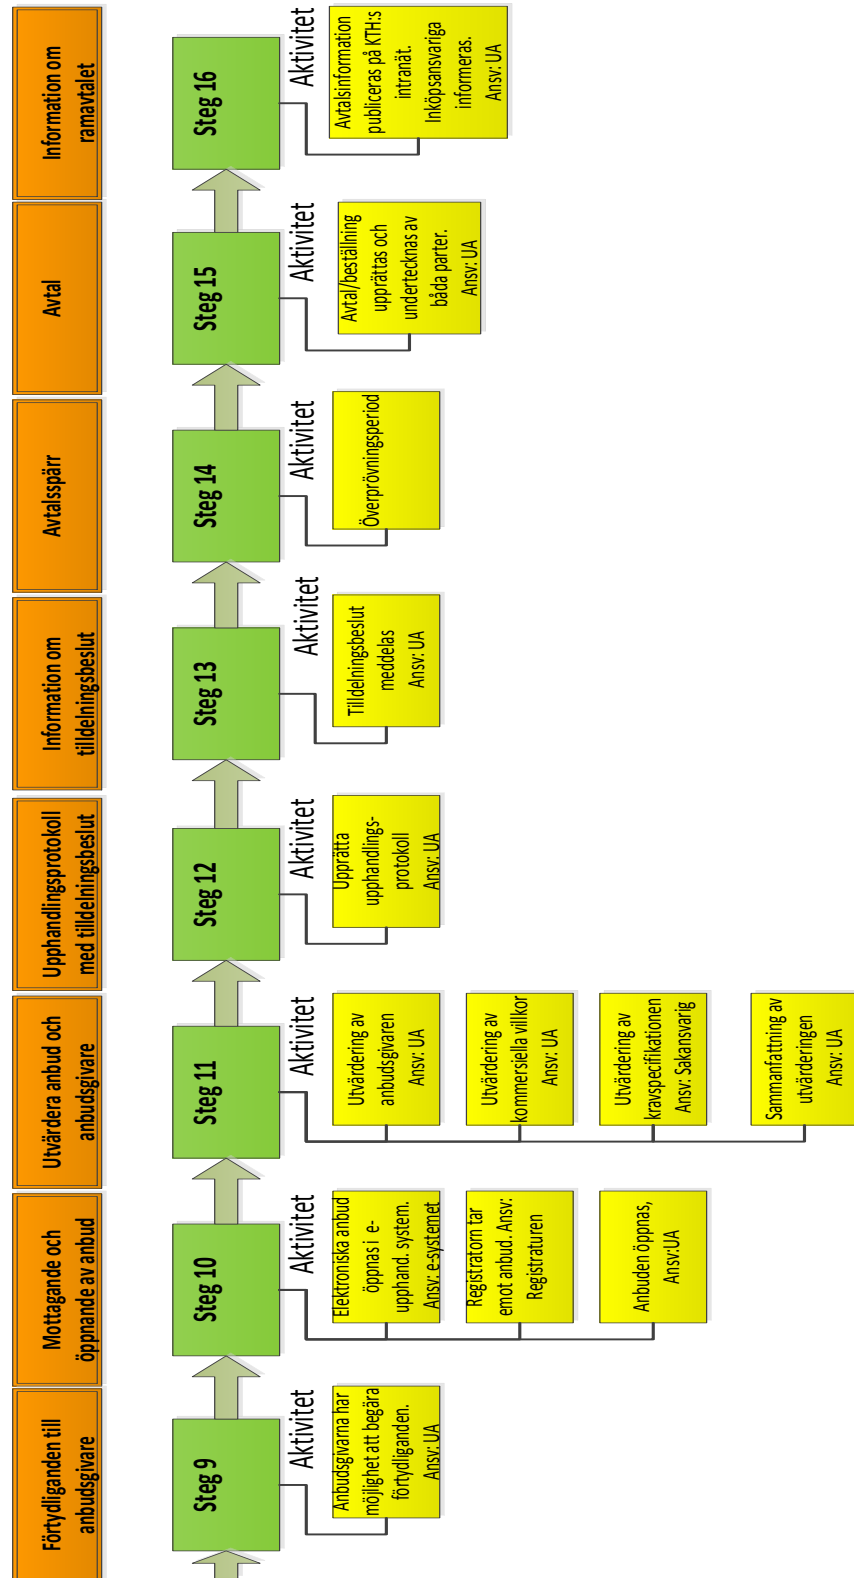 Förtydliganden till
anbudsgivare
Mottagande och
öppnande av anbud
Utvärdera anbud och
anbudsgivare
Upphandlingsprotokoll
med tilldelningsbeslut
Information om
tilldelningsbeslut
Avtalsspärr
Avtal
Information om
ramavtalet
Steg 9
Steg 10
Steg 11
Steg 12
Steg 13
Steg 14
Steg 15
Steg 16
Aktivitet
Aktivitet
Aktivitet
Aktivitet
Aktivitet
Aktivitet
Aktivitet
Aktivitet
Anbudsgivarna har
möjlighet att begära
förtydliganden.
Ansv: UA
Elektroniska anbud
öppnas i e-
upphand. system.
Ansv: e-systemet
Registratorn tar
emot anbud. Ansv:
Registraturen
Anbuden öppnas,
Ansv:UA
Utvärdering av
anbudsgivaren
Ansv: UA
Utvärdering av
kommersiella villkor
Ansv: UA
Utvärdering av
kravspecifikationen
Ansv: Sakansvarig
Sammanfattning av
utvärderingen
Ansv: UA
Upprätta
upphandlings-
protokoll
Ansv: UA
Tilldelningsbeslut
meddelas
Ansv: UA
Överprövningsperiod
Avtal/beställning
upprättas och
undertecknas av
båda parter.
Ansv: UA
Avtalsinformation
publiceras på KTH:s
intranät.
Inköpsansvariga
informeras.
Ansv: UA